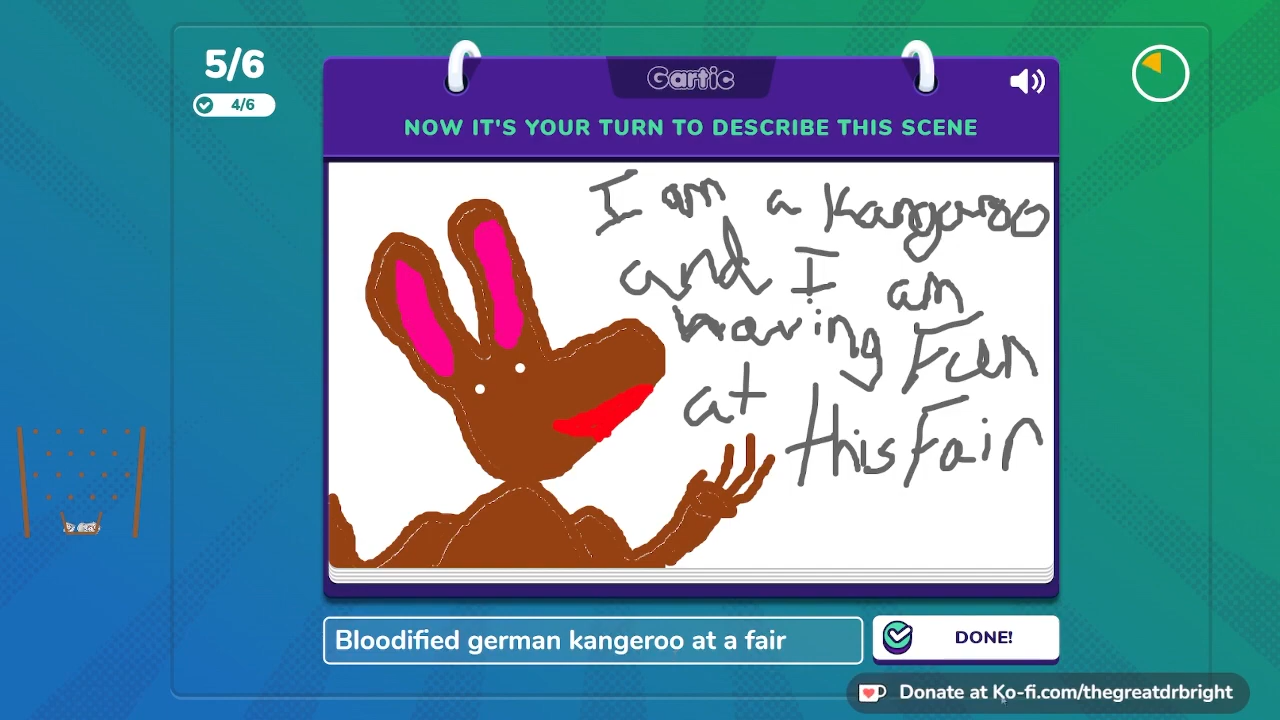 5/6
4/6
Gartic
NOW IT'S YOUR TURN TO DESCRIBE THIS SCENE
I am a Kangaroo
and I am
having Fun
at this Fair
Bloodified german kangeroo at a fair
DONE!
Donate at Ko-fi.com/thegreatdrbright